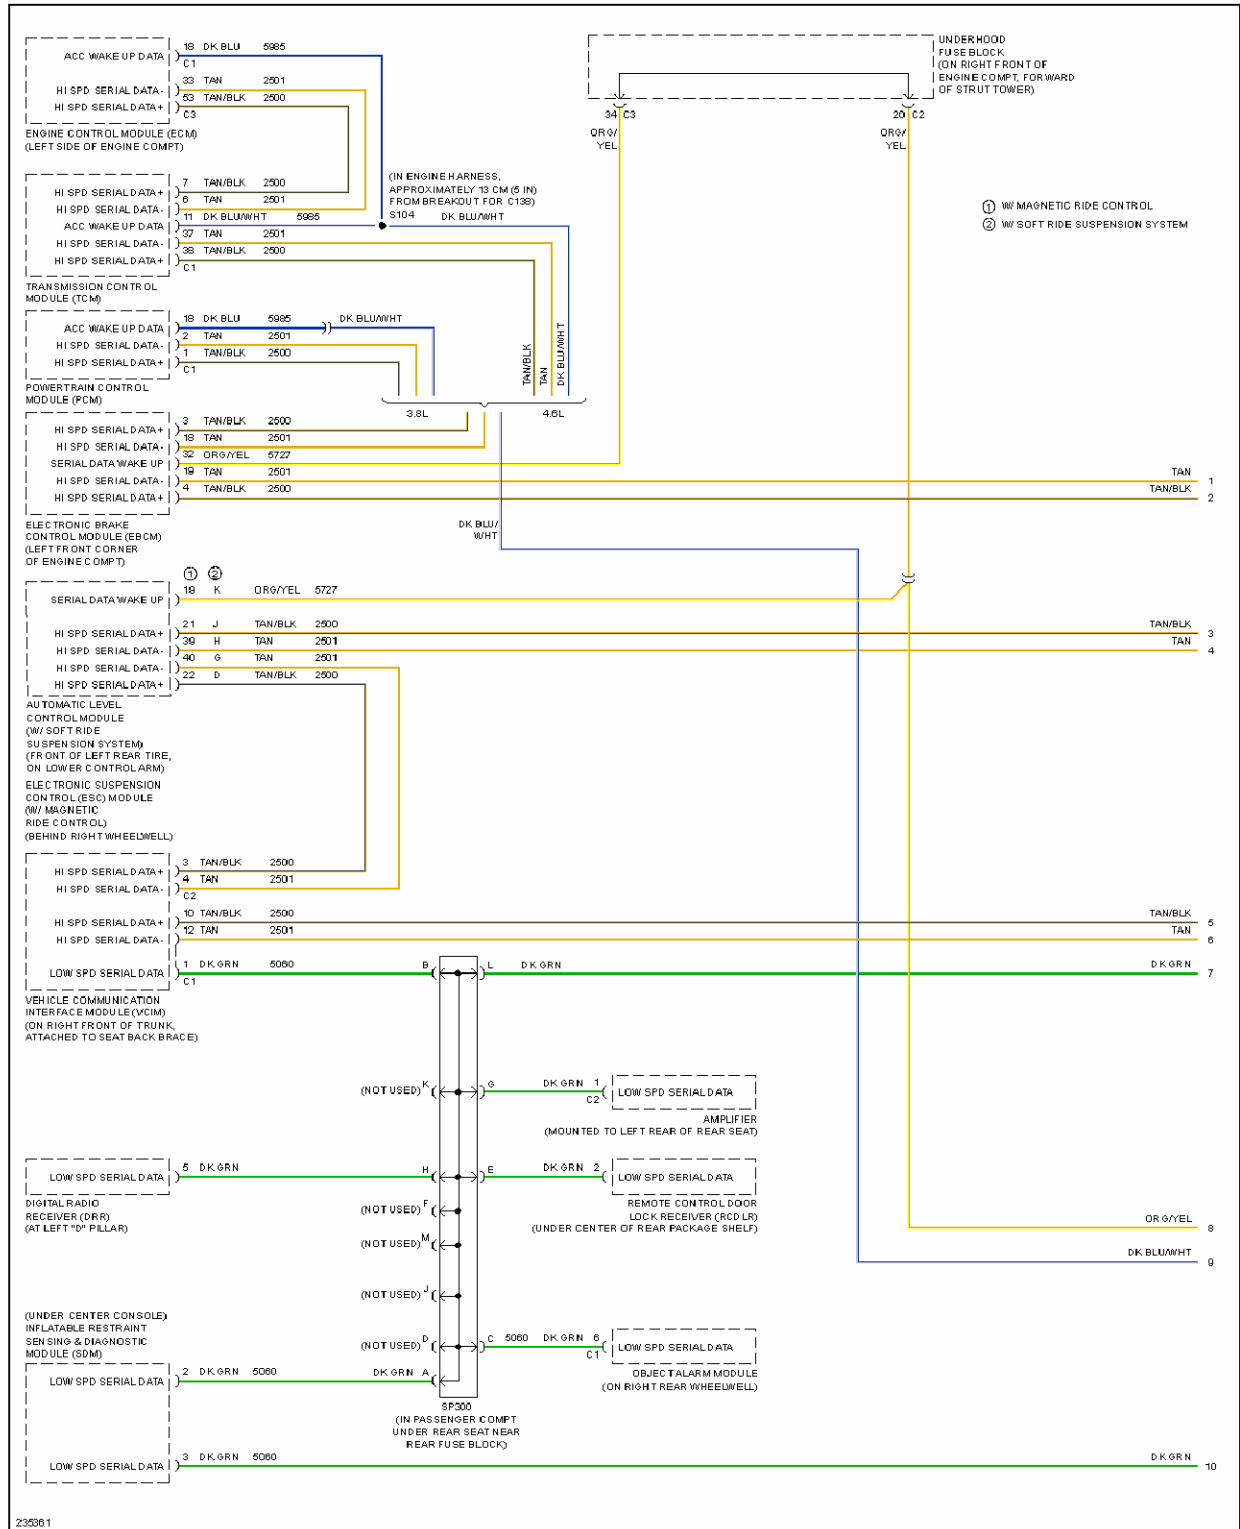 18 DK BLU 5985
ACC WAKE UP DATA
C1
33 TAN 2501
HI SPD SERIAL DATA-
53 TAN/BLK 2500
HI SPD SERIAL DATA+
C3
ENGINE CONTROL MODULE (ECM)
(LEFT SIDE OF ENGINE COMPT)
UNDERHOOD
FUSE BLOCK
(ON RIGHT FRONT OF
ENGINE COMPT, FORWARD
OF STRUT TOWER)
34 C3
ORG/
YEL
20 C2
ORG/
YEL
① W/ MAGNETIC RIDE CONTROL
② W/ SOFT RIDE SUSPENSION SYSTEM
(IN ENGINE HARNESS,
APPROXIMATELY 13 CM (5 IN)
FROM BREAKOUT FOR C138)
S104 DK BLU/WHT
7 TAN/BLK 2500
HI SPD SERIAL DATA+
6 TAN 2501
HI SPD SERIAL DATA-
11 DK BLU/WHT 5985
ACC WAKE UP DATA
37 TAN 2501
HI SPD SERIAL DATA-
38 TAN/BLK 2500
HI SPD SERIAL DATA+
C1
TRANSMISSION CONTROL
MODULE (TCM)
18 DK BLU 5985 DK BLU/WHT
ACC WAKE UP DATA
2 TAN 2501
HI SPD SERIAL DATA-
1 TAN/BLK 2500
HI SPD SERIAL DATA+
C1
POWERTRAIN CONTROL
MODULE (PCM)
TAN/BLK
TAN
DK BLU/WHT
3.8L 4.6L
3 TAN/BLK 2500
HI SPD SERIAL DATA+
18 TAN 2501
HI SPD SERIAL DATA-
32 ORG/YEL 5727
SERIAL DATA WAKE UP
19 TAN 2501
HI SPD SERIAL DATA-
TAN 1
4 TAN/BLK 2500
HI SPD SERIAL DATA+
TAN/BLK 2
ELECTRONIC BRAKE
CONTROL MODULE (EBCM)
(LEFT FRONT CORNER
OF ENGINE COMPT)
DK BLU/
WHT
① ②
19 K ORG/YEL 5727
SERIAL DATA WAKE UP
21 J TAN/BLK 2500
HI SPD SERIAL DATA+
TAN/BLK 3
39 H TAN 2501
HI SPD SERIAL DATA-
TAN 4
40 G TAN 2501
HI SPD SERIAL DATA-
22 D TAN/BLK 2500
HI SPD SERIAL DATA+
AUTOMATIC LEVEL
CONTROL MODULE
(W/ SOFT RIDE
SUSPENSION SYSTEM)
(FRONT OF LEFT REAR TIRE,
ON LOWER CONTROL ARM)
ELECTRONIC SUSPENSION
CONTROL (ESC) MODULE
(W/ MAGNETIC
RIDE CONTROL)
(BEHIND RIGHT WHEELWELL)
3 TAN/BLK 2500
HI SPD SERIAL DATA+
4 TAN 2501
HI SPD SERIAL DATA-
C2
10 TAN/BLK 2500
HI SPD SERIAL DATA+
TAN/BLK 5
12 TAN 2501
HI SPD SERIAL DATA-
TAN 6
1 DK GRN 5060 B L DK GRN
LOW SPD SERIAL DATA
DK GRN 7
C1
VEHICLE COMMUNICATION
INTERFACE MODULE (VCIM)
(ON RIGHT FRONT OF TRUNK,
ATTACHED TO SEAT BACK BRACE)
(NOT USED) K G DK GRN 1
C2
LOW SPD SERIAL DATA
AMPLIFIER
(MOUNTED TO LEFT REAR OF REAR SEAT)
5 DK GRN H E DK GRN 2
LOW SPD SERIAL DATA
LOW SPD SERIAL DATA
DIGITAL RADIO
RECEIVER (DRR)
(AT LEFT "D" PILLAR)
REMOTE CONTROL DOOR
LOCK RECEIVER (RCDLR)
(UNDER CENTER OF REAR PACKAGE SHELF)
(NOT USED) F
ORG/YEL 8
(NOT USED) M
DK BLU/WHT 9
(NOT USED) J
(UNDER CENTER CONSOLE)
INFLATABLE RESTRAINT
SENSING & DIAGNOSTIC
MODULE (SDM)
(NOT USED) D C 5060 DK GRN 6
C1
LOW SPD SERIAL DATA
OBJECT ALARM MODULE
(ON RIGHT REAR WHEELWELL)
2 DK GRN 5060 DK GRN A
LOW SPD SERIAL DATA
SP300
(IN PASSENGER COMPT
UNDER REAR SEAT NEAR
REAR FUSE BLOCK)
3 DK GRN 5060
LOW SPD SERIAL DATA
DK GRN 10
235361